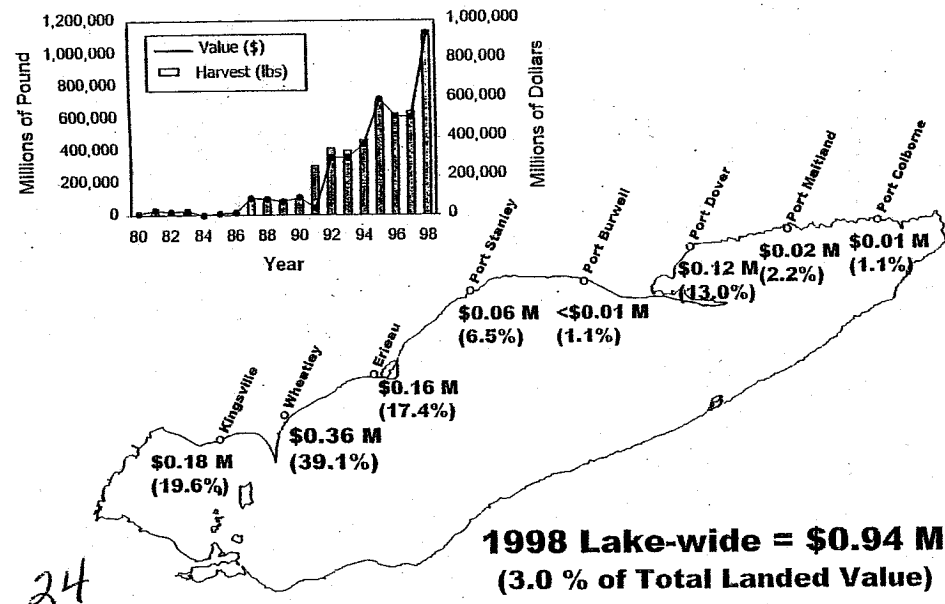 1,200,000
1,000,000
800,000
600,000
400,000
200,000
0
Millions of Pound
Value ($)
Harvest (lbs)
1,000,000
800,000
600,000
400,000
200,000
0
Millions of Dollars
80 82 84 86 88 90 92 94 96 98
Year
Kingsville
$0.18 M
(19.6%)
Wheatley
$0.36 M
(39.1%)
Erieau
$0.16 M
(17.4%)
Port Stanley
$0.06 M
(6.5%)
Port Burwell
<$0.01 M
(1.1%)
Port Dover
$0.12 M
(13.0%)
Port Maitland
$0.02 M
(2.2%)
Port Colborne
$0.01 M
(1.1%)
1998 Lake-wide = $0.94 M
(3.0 % of Total Landed Value)
24